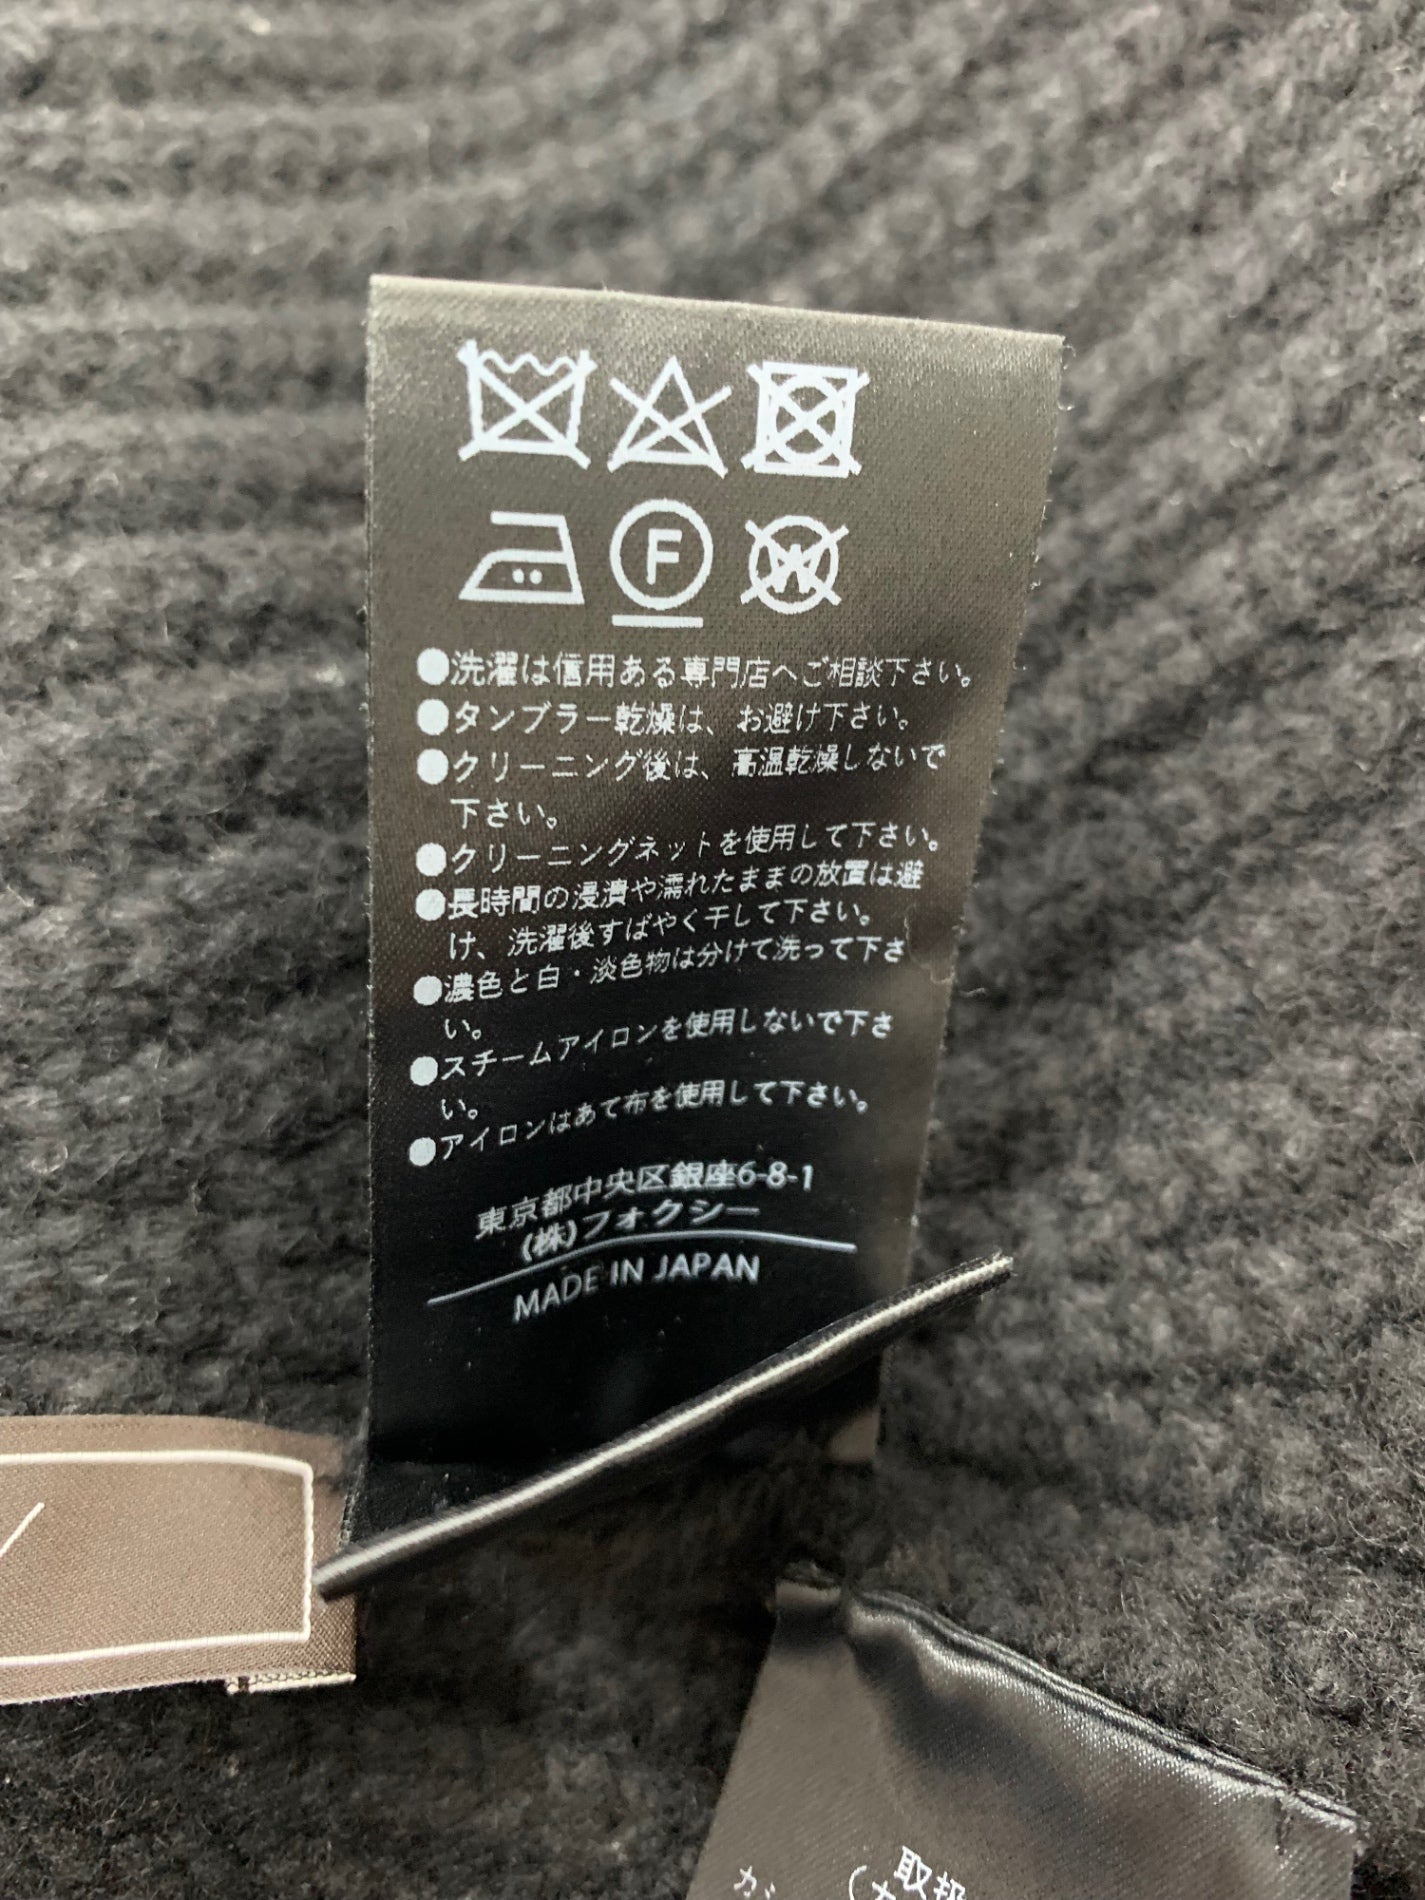 F
W
●洗濯は信用ある専門店へご相談下さい。
●タンブラー乾燥は、お避け下さい。
●クリーニング後は、高温乾燥しないで
下さい。
●クリーニングネットを使用して下さい。
●長時間の浸漬や濡れたままの放置は避
け、洗濯後すばやく干して下さい。
●濃色と白・淡色物は分けて洗って下さ
い。
●スチームアイロンを使用しないで下さ
い。
●アイロンはあて布を使用して下さい。
東京都中央区銀座6-8-1
(株)フォクシー
MADE IN JAPAN
取扱